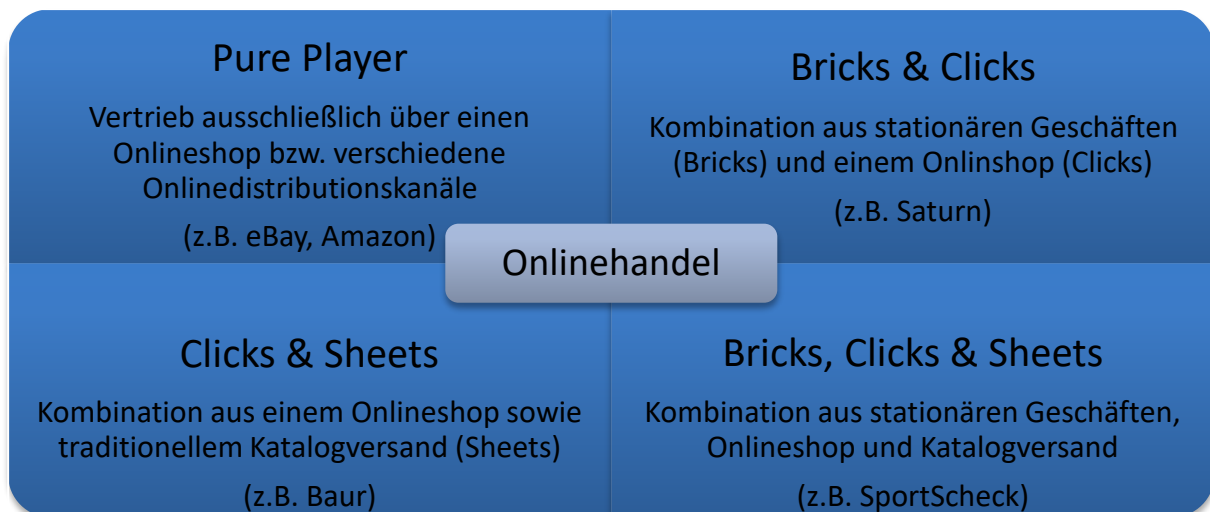 Pure Player
Vertrieb ausschließlich über einen
Onlineshop bzw. verschiedene
Onlinedistributionskanäle
(z.B. eBay, Amazon)
Bricks & Clicks
Kombination aus stationären Geschäften
(Bricks) und einem Onlinshop (Clicks)
(z.B. Saturn)
Onlinehandel
Clicks & Sheets
Kombination aus einem Onlineshop sowie
traditionellem Katalogversand (Sheets)
(z.B. Baur)
Bricks, Clicks & Sheets
Kombination aus stationären Geschäften,
Onlineshop und Katalogversand
(z.B. SportScheck)